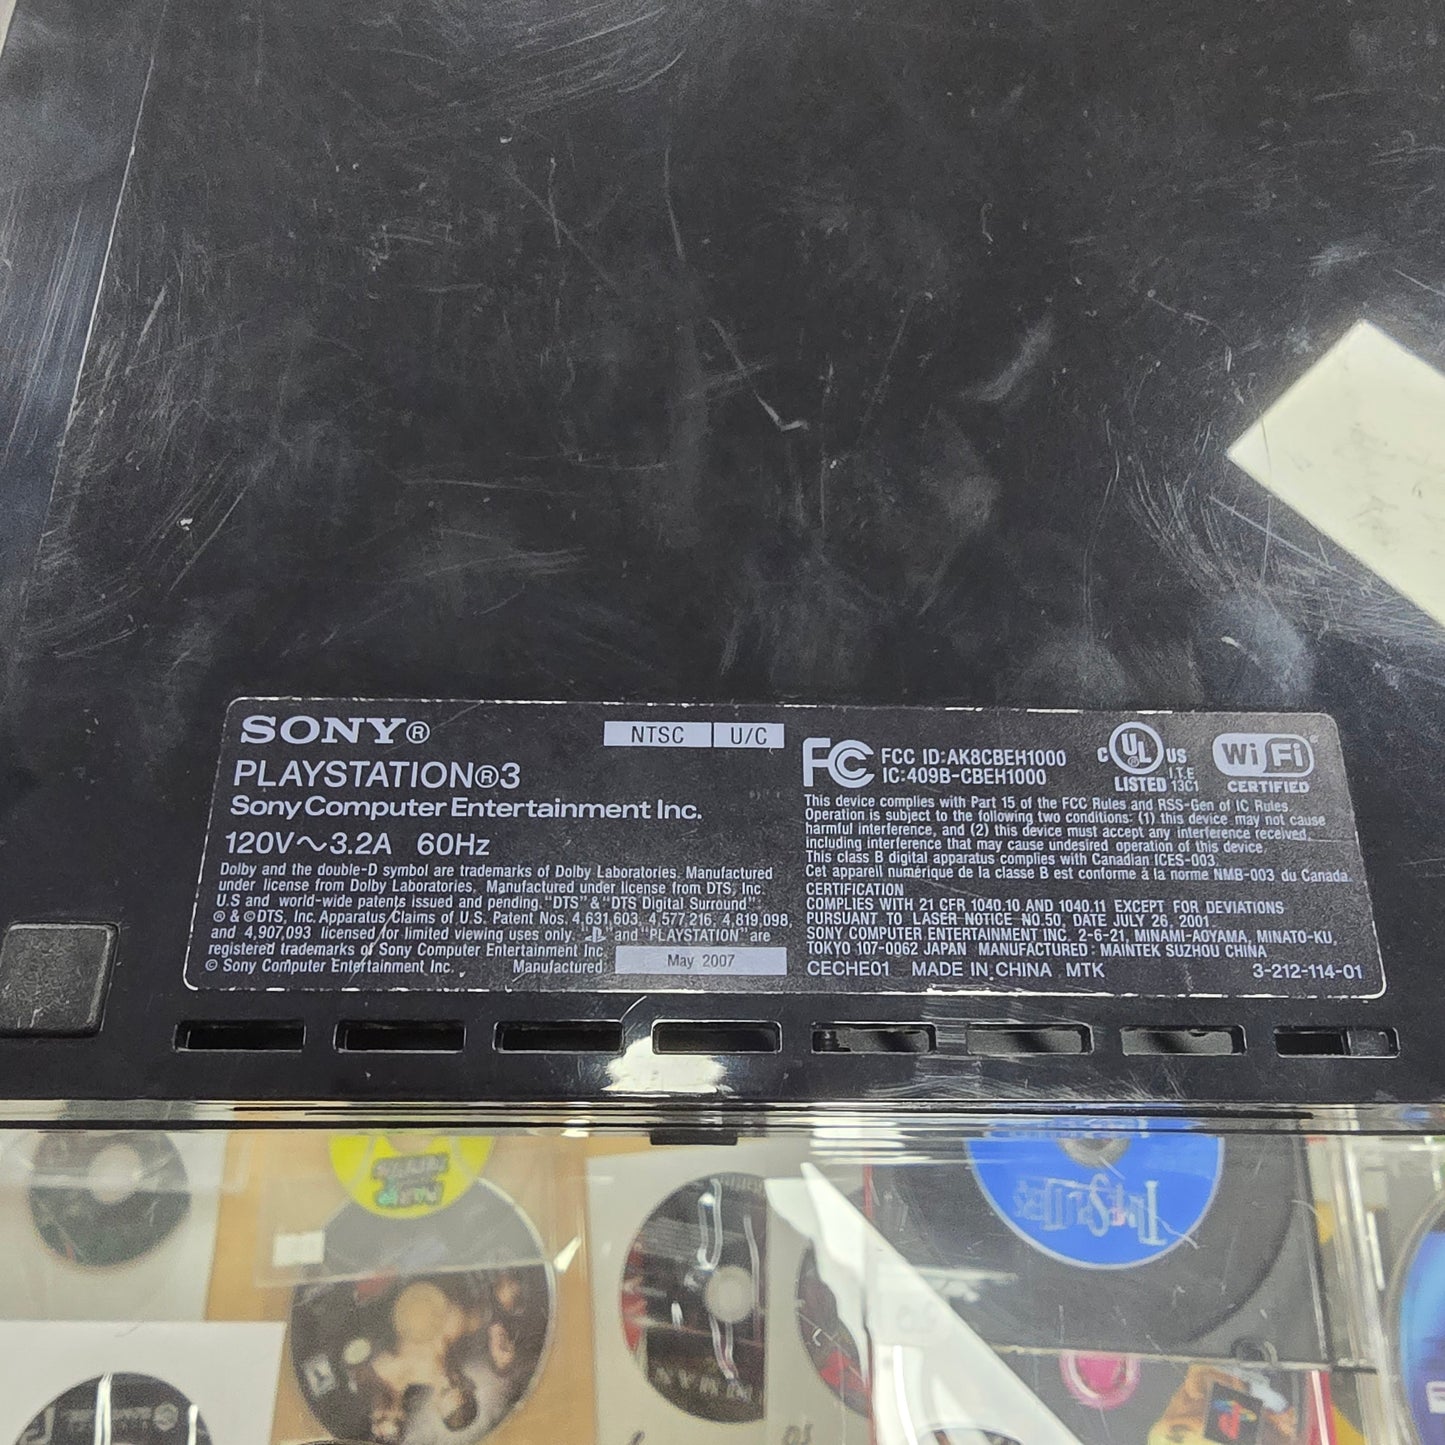 SONY®
PLAYSTATION®3
Sony Computer Entertainment Inc.
120V～3.2A 60Hz
NTSC U/C
Dolby and the double-D symbol are trademarks of Dolby Laboratories. Manufactured
under license from Dolby Laboratories. Manufactured under license from DTS, Inc.
U.S and world-wide patents issued and pending. "DTS" & "DTS Digital Surround"
® & ©DTS, Inc. Apparatus Claims of U.S. Patent Nos. 4,631,603, 4,577,216, 4,819,098,
and 4,907,093 licensed for limited viewing uses only. " " and "PLAYSTATION" are
registered trademarks of Sony Computer Entertainment Inc
© Sony Computer Entertainment Inc. Manufactured May 2007
FC FCC ID:AK8CBEH1000
IC:409B-CBEH1000
C UL US
LISTED I.T.E 13C1
Wi Fi
CERTIFIED
This device complies with Part 15 of the FCC Rules and RSS-Gen of IC Rules.
Operation is subject to the following two conditions: (1) this device may not cause
harmful interference, and (2) this device must accept any interference received,
including interference that may cause undesired operation of this device.
This class B digital apparatus complies with Canadian ICES-003.
Cet appareil numérique de la classe B est conforme à la norme NMB-003 du Canada.
CERTIFICATION
COMPLIES WITH 21 CFR 1040.10 AND 1040.11 EXCEPT FOR DEVIATIONS
PURSUANT TO LASER NOTICE NO.50, DATE JULY 26, 2001
SONY COMPUTER ENTERTAINMENT INC. 2-6-21, MINAMI-AOYAMA, MINATO-KU,
TOKYO 107-0062 JAPAN MANUFACTURED: MAINTEK SUZHOU CHINA
CECHE01 MADE IN CHINA MTK 3-212-114-01
TimeSplitters
HITMAN